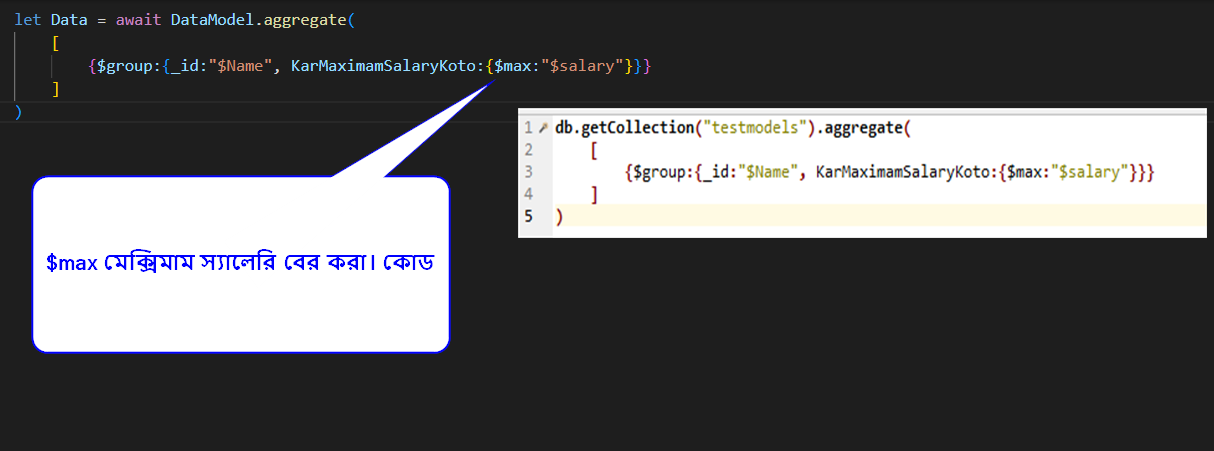 let Data = await DataModel.aggregate(
[
{$group:{_id:"$Name", KarMaximamSalaryKoto:{$max:"$salary"}}}
]
)
1 db.getCollection("testmodels").aggregate(
2 [
3 {$group:{_id:"$Name", KarMaximamSalaryKoto:{$max:"$salary"}}}
4 ]
5 )
$max মেক্সিমাম স্যালেরি বের করা। কোড